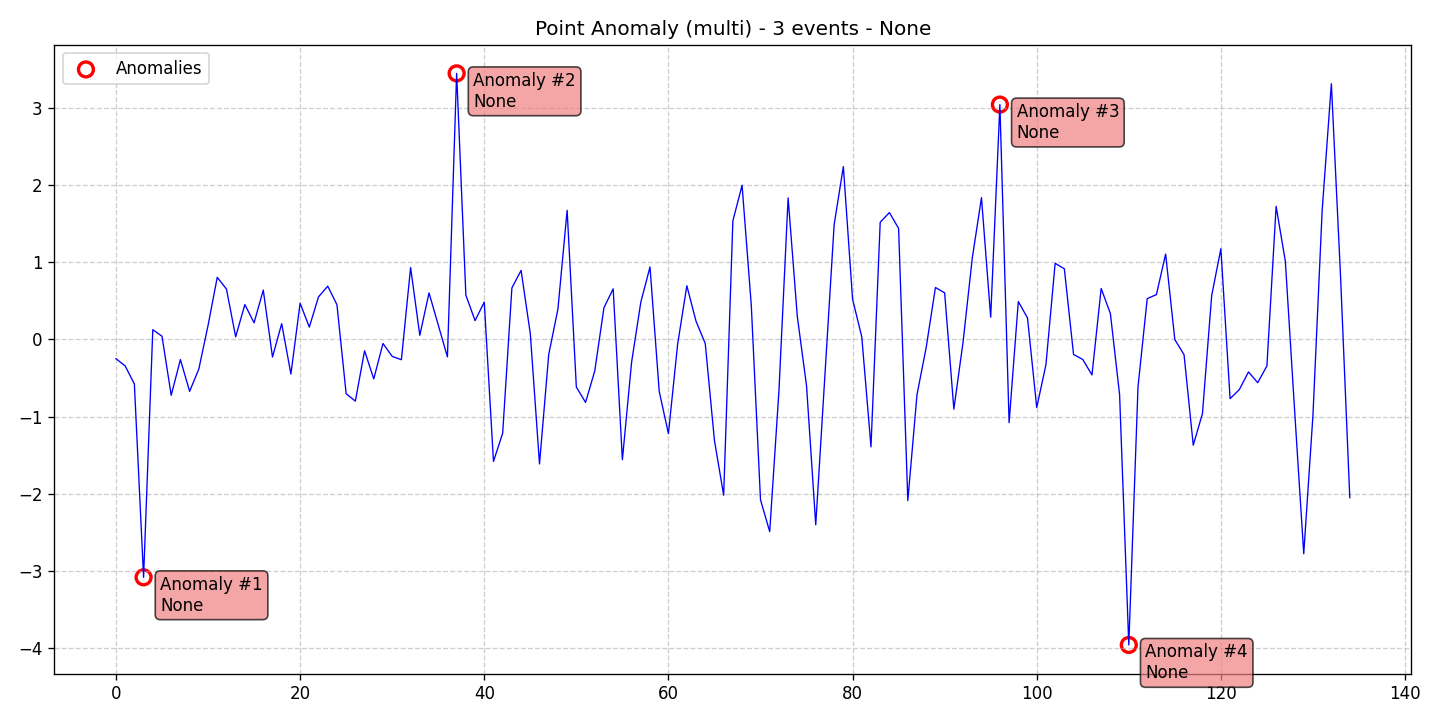 Point Anomaly (multi) - 3 events - None
Anomalies
Anomaly #2
None
Anomaly #3
None
Anomaly #1
None
Anomaly #4
None
3
2
1
0
−1
−2
−3
−4
0
20
40
60
80
100
120
140